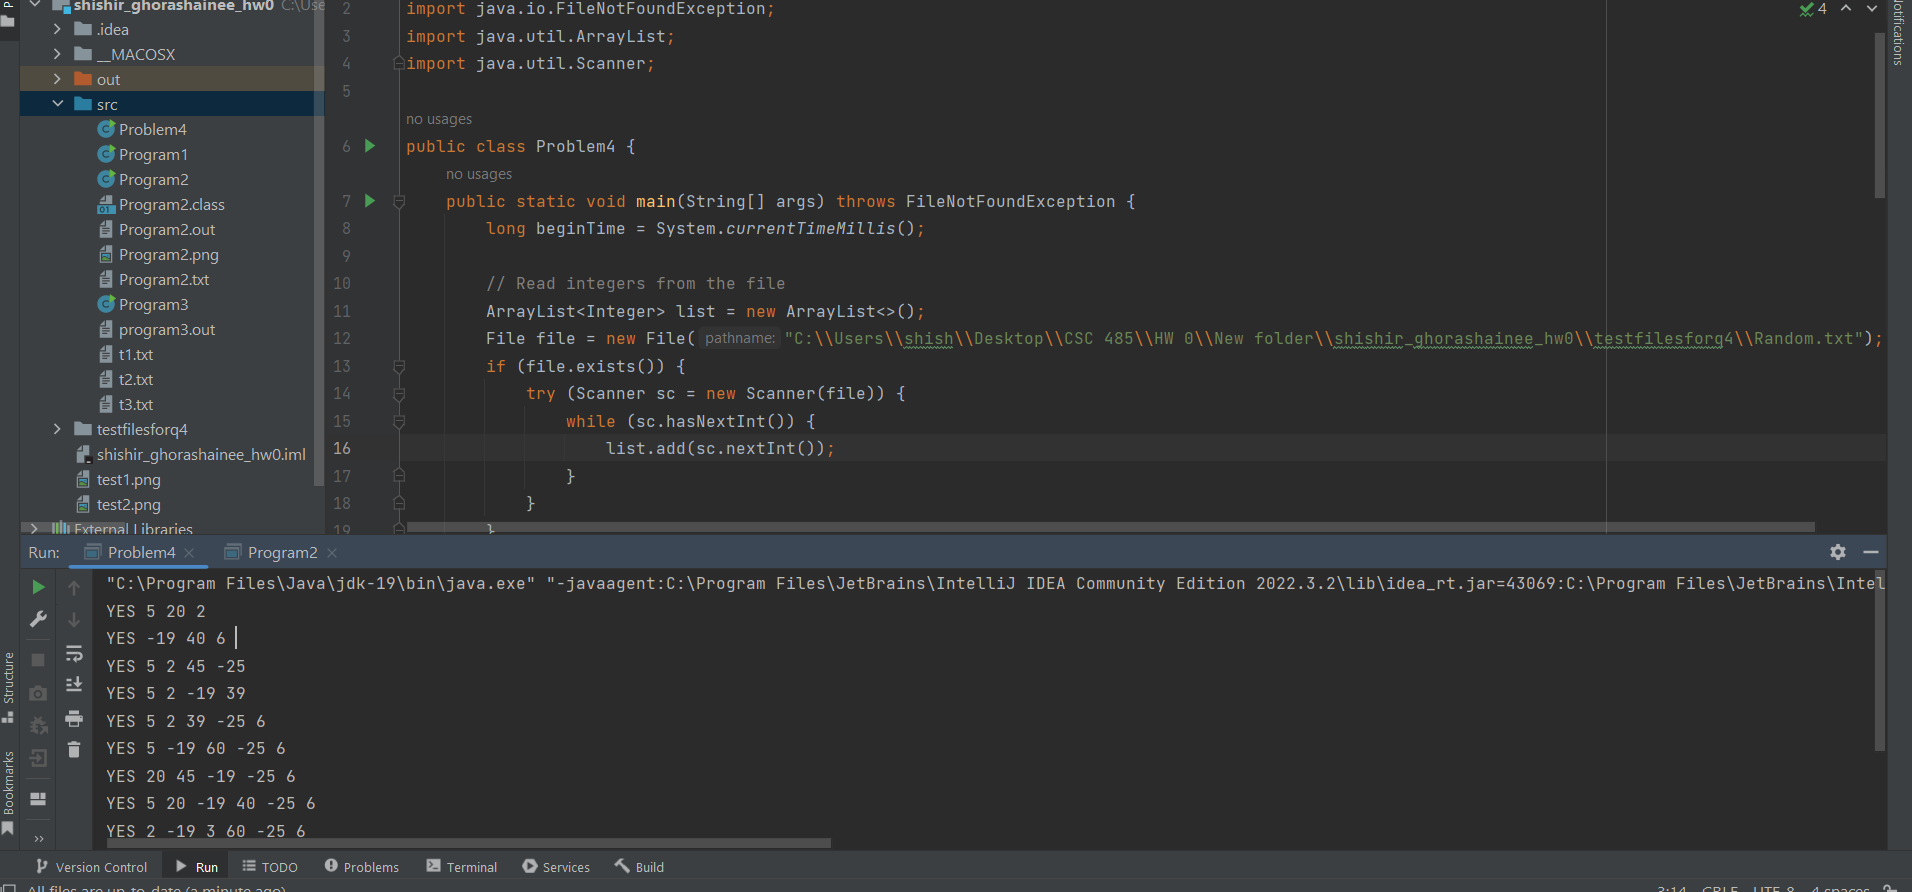 shishir_ghorashainee_hw0 C:\Use
.idea
__MACOSX
out
src
Problem4
Program1
Program2
Program2.class
Program2.out
Program2.png
Program2.txt
Program3
program3.out
t1.txt
t2.txt
t3.txt
testfilesforq4
shishir_ghorashainee_hw0.iml
test1.png
test2.png
External Libraries
2 import java.io.FileNotFoundException;
3 import java.util.ArrayList;
4 import java.util.Scanner;
5
no usages
6 public class Problem4 {
no usages
7 public static void main(String[] args) throws FileNotFoundException {
8 long beginTime = System.currentTimeMillis();
9
10 // Read integers from the file
11 ArrayList<Integer> list = new ArrayList<>();
12 File file = new File( pathname: "C:\\Users\\shish\\Desktop\\CSC 485\\HW 0\\New folder\\shishir_ghorashainee_hw0\\testfilesforq4\\Random.txt");
13 if (file.exists()) {
14 try (Scanner sc = new Scanner(file)) {
15 while (sc.hasNextInt()) {
16 list.add(sc.nextInt());
17 }
18 }
19 }
4
Notifications
Run: Problem4 Program2
"C:\Program Files\Java\jdk-19\bin\java.exe" "-javaagent:C:\Program Files\JetBrains\IntelliJ IDEA Community Edition 2022.3.2\lib\idea_rt.jar=43069:C:\Program Files\JetBrains\Intel
YES 5 20 2
YES -19 40 6
YES 5 2 45 -25
YES 5 2 -19 39
YES 5 2 39 -25 6
YES 5 -19 60 -25 6
YES 20 45 -19 -25 6
YES 5 20 -19 40 -25 6
YES 2 -19 3 60 -25 6
Structure
Bookmarks
Version Control Run TODO Problems Terminal Services Build
All files are up-to-date (a minute ago)
3:14 CRLF UTF-8 4 spaces